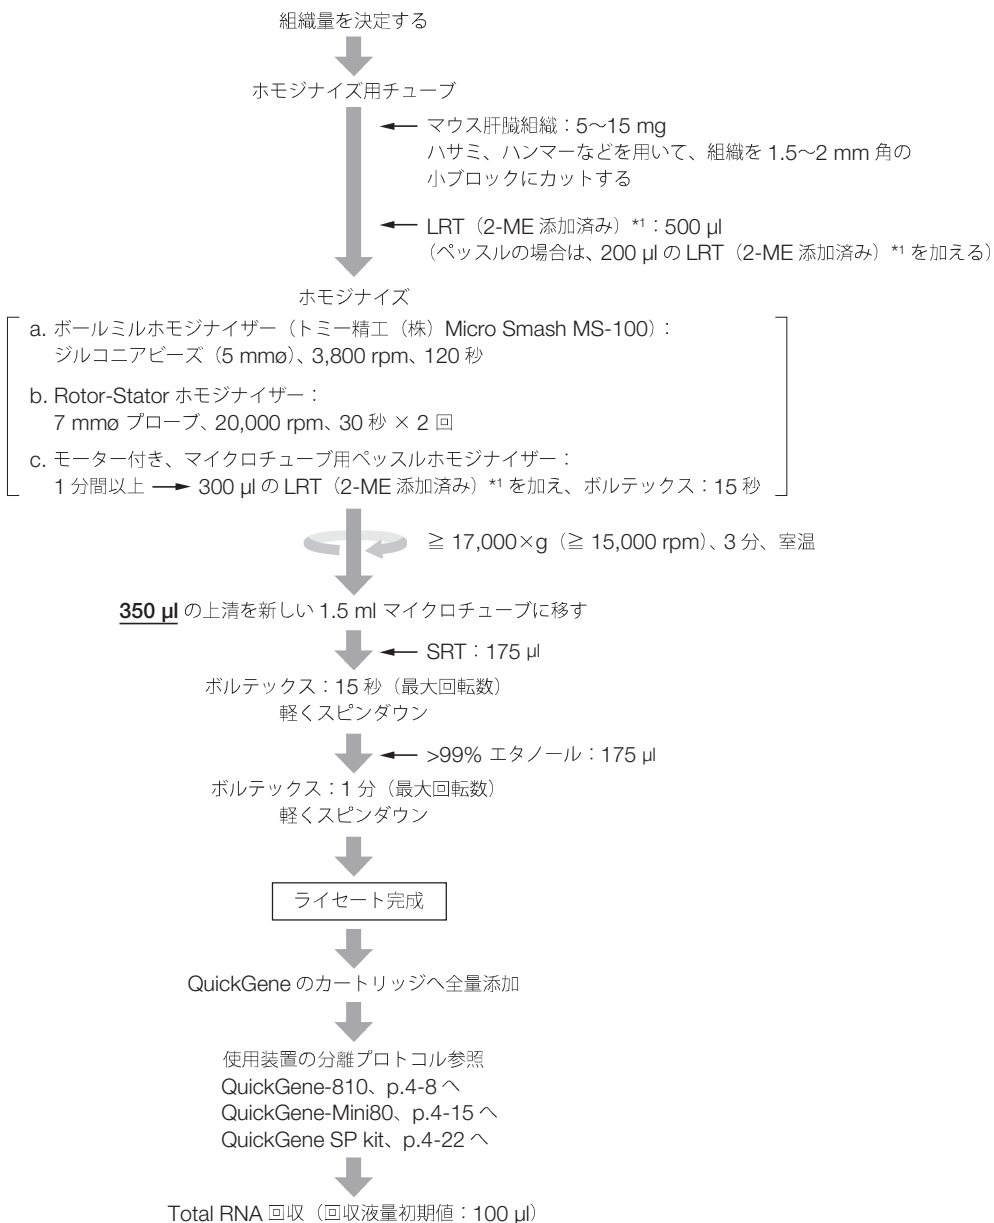 組織量を決定する
ホモジナイズ用チューブ
マウス肝臓組織：5～15 mg
ハサミ、ハンマーなどを用いて、組織を 1.5～2 mm 角の
小ブロックにカットする
LRT（2-ME 添加済み）*1：500 µl
（ペッスルの場合は、200 µl の LRT（2-ME 添加済み）*1 を加える）
ホモジナイズ
a. ボールミルホモジナイザー（トミー精工（株）Micro Smash MS-100）：
ジルコニアビーズ（5 mmø）、3,800 rpm、120 秒
b. Rotor-Stator ホモジナイザー：
7 mmø プローブ、20,000 rpm、30 秒 × 2 回
c. モーター付き、マイクロチューブ用ペッスルホモジナイザー：
1 分間以上 → 300 µl の LRT（2-ME 添加済み）*1 を加え、ボルテックス：15 秒
≧ 17,000×g（≧ 15,000 rpm）、3 分、室温
350 µl の上清を新しい 1.5 ml マイクロチューブに移す
SRT：175 µl
ボルテックス：15 秒（最大回転数）
軽くスピンダウン
>99% エタノール：175 µl
ボルテックス：1 分（最大回転数）
軽くスピンダウン
ライセート完成
QuickGene のカートリッジへ全量添加
使用装置の分離プロトコル参照
QuickGene-810、p.4-8 へ
QuickGene-Mini80、p.4-15 へ
QuickGene SP kit、p.4-22 へ
Total RNA 回収（回収液量初期値：100 µl）